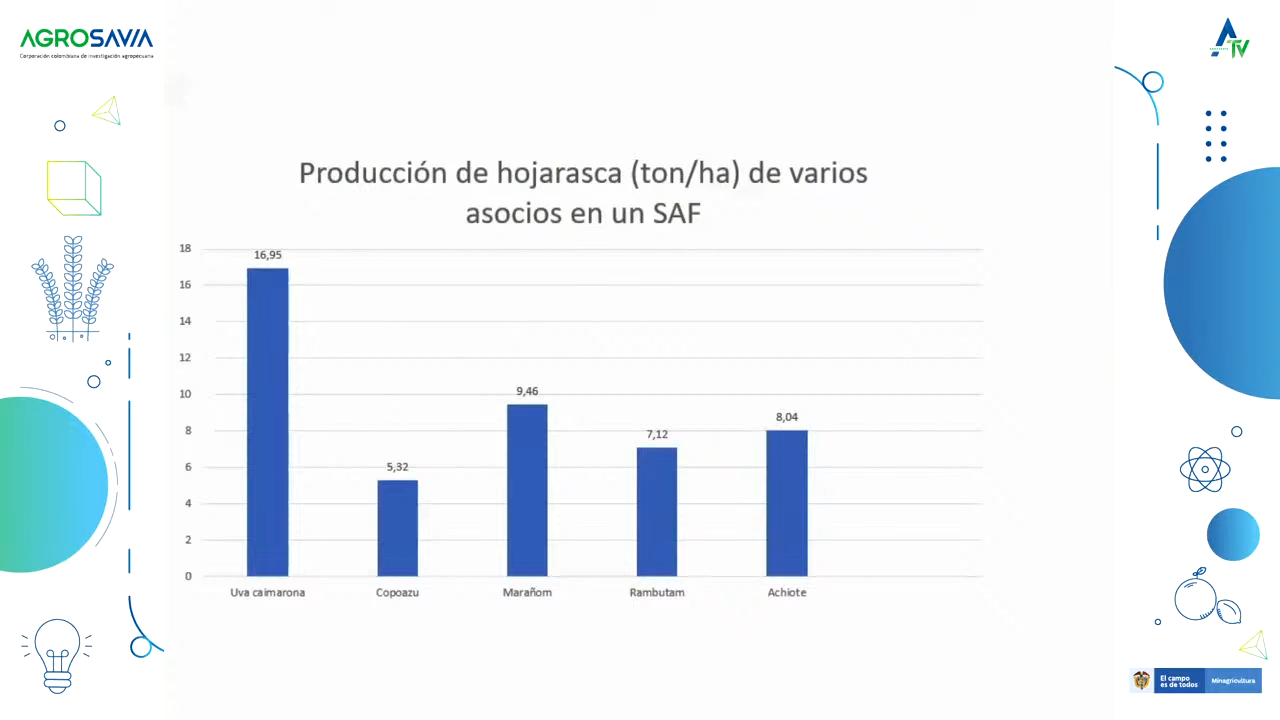 AGROSAVIA
Corporación colombiana de investigación agropecuaria
TV
Producción de hojarasca (ton/ha) de varios
asocios en un SAF
18
16
14
12
10
8
6
4
2
0
16,95
5,32
9,46
7,12
8,04
Uva caimarona
Copoazu
Marañom
Rambutam
Achiote
El campo
es de todos
Minagricultura